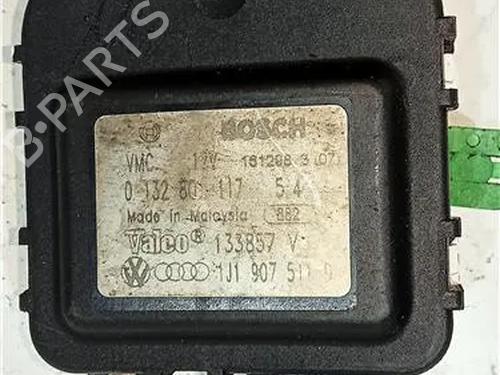 BOSCH
VMC 12V 161298 3 (07)
0 132 801 117 5 4
Made in Malaysia 882
Valeo® 133857 V
1J1 907 511
B-PARTS